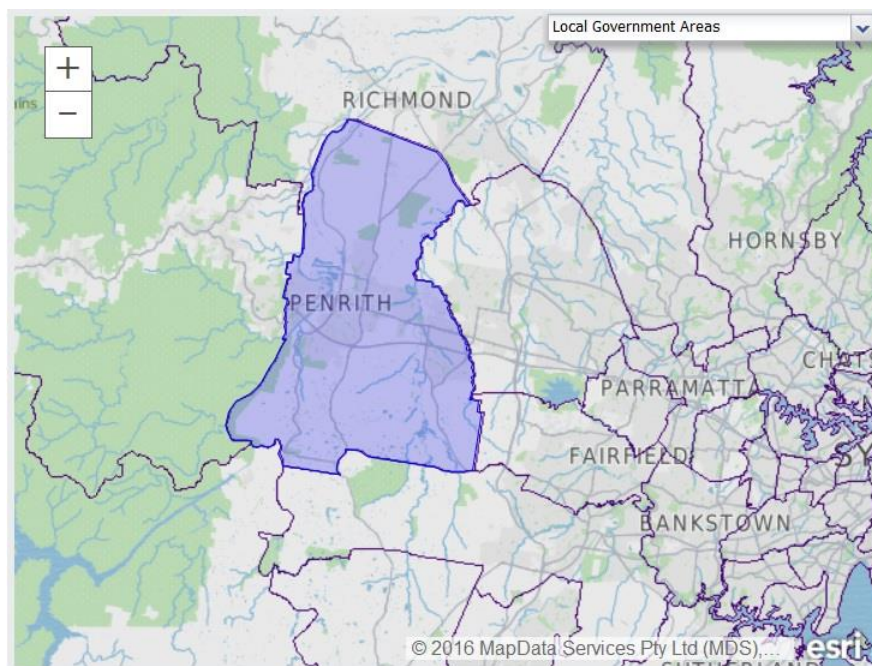 Local Government Areas
+
RICHMOND
−
HORNSBY
PENRITH
PARRAMATTA
FAIRFIELD
BANKSTOWN
© 2016 MapData Services Pty Ltd (MDS),...
esri